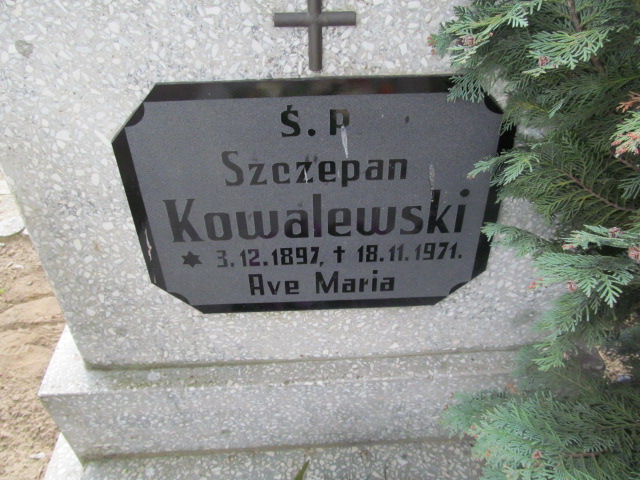 Ś. P.
Szczepan
Kowalewski
* 3.12.1897, † 18.11.1971.
Ave Maria